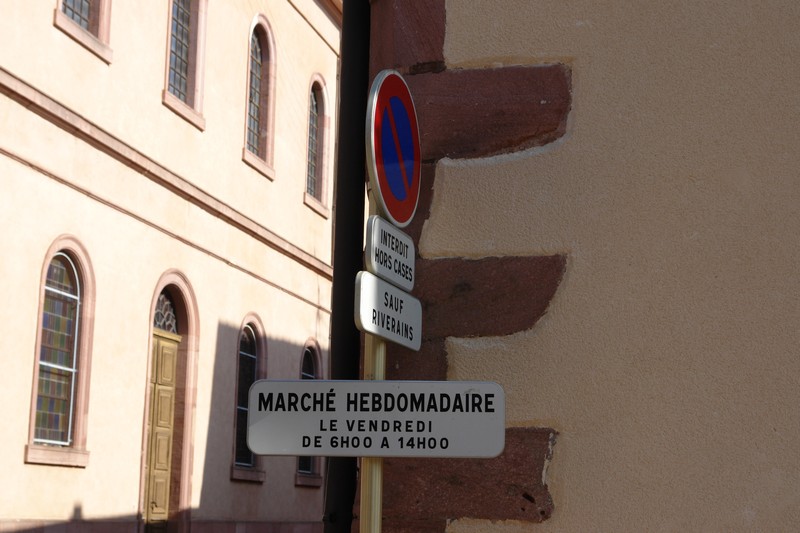 INTERDIT
HORS CASES
SAUF
RIVERAINS
MARCHÉ HEBDOMADAIRE
LE VENDREDI
DE 6H00 A 14H00